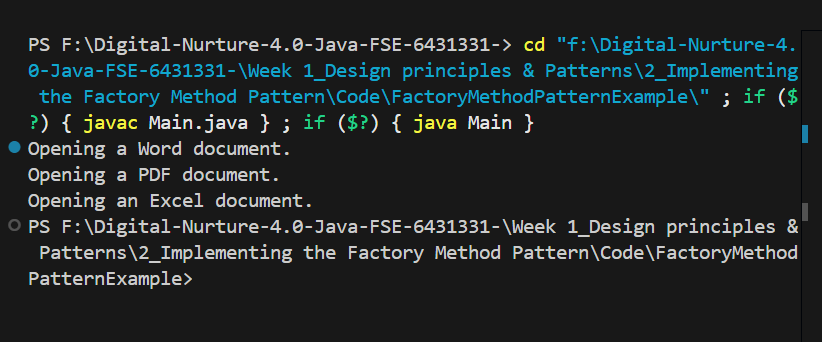 PS F:\Digital-Nurture-4.0-Java-FSE-6431331-> cd "f:\Digital-Nurture-4.
0-Java-FSE-6431331-\Week 1_Design principles & Patterns\2_Implementing
the Factory Method Pattern\Code\FactoryMethodPatternExample\" ; if ($
?) { javac Main.java } ; if ($?) { java Main }
Opening a Word document.
Opening a PDF document.
Opening an Excel document.
PS F:\Digital-Nurture-4.0-Java-FSE-6431331-\Week 1_Design principles &
Patterns\2_Implementing the Factory Method Pattern\Code\FactoryMethod
PatternExample>